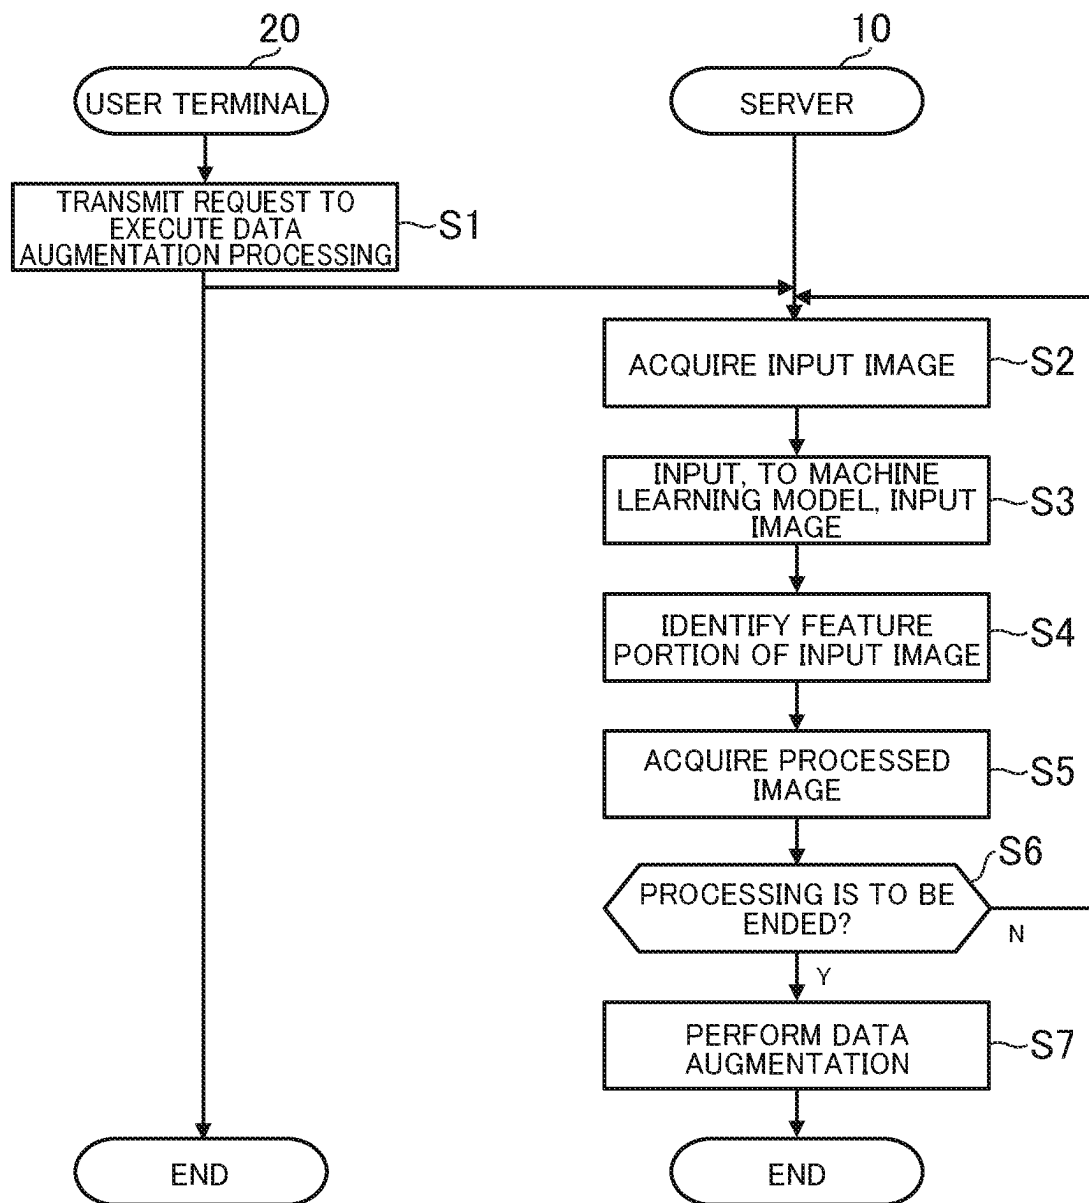 20
10
USER TERMINAL
SERVER
TRANSMIT REQUEST TO
EXECUTE DATA
AUGMENTATION PROCESSING
S1
ACQUIRE INPUT IMAGE
S2
INPUT, TO MACHINE
LEARNING MODEL, INPUT
IMAGE
S3
IDENTIFY FEATURE
PORTION OF INPUT IMAGE
S4
ACQUIRE PROCESSED
IMAGE
S5
S6
PROCESSING IS TO BE
ENDED?
N
Y
PERFORM DATA
AUGMENTATION
S7
END
END